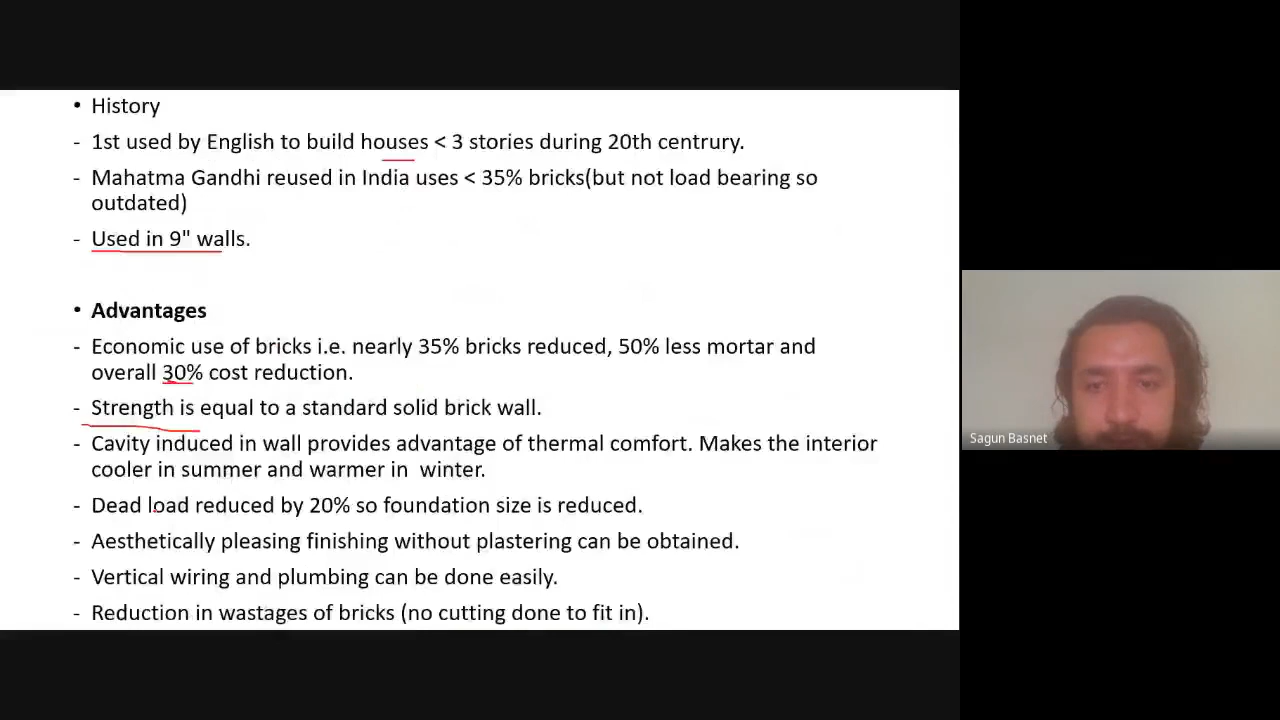 • History
- 1st used by English to build houses < 3 stories during 20th centrury.
- Mahatma Gandhi reused in India uses < 35% bricks(but not load bearing so
outdated)
- Used in 9" walls.
• Advantages
- Economic use of bricks i.e. nearly 35% bricks reduced, 50% less mortar and
overall 30% cost reduction.
- Strength is equal to a standard solid brick wall.
- Cavity induced in wall provides advantage of thermal comfort. Makes the interior
cooler in summer and warmer in  winter.
- Dead load reduced by 20% so foundation size is reduced.
- Aesthetically pleasing finishing without plastering can be obtained.
- Vertical wiring and plumbing can be done easily.
- Reduction in wastages of bricks (no cutting done to fit in).
Sagun Basnet